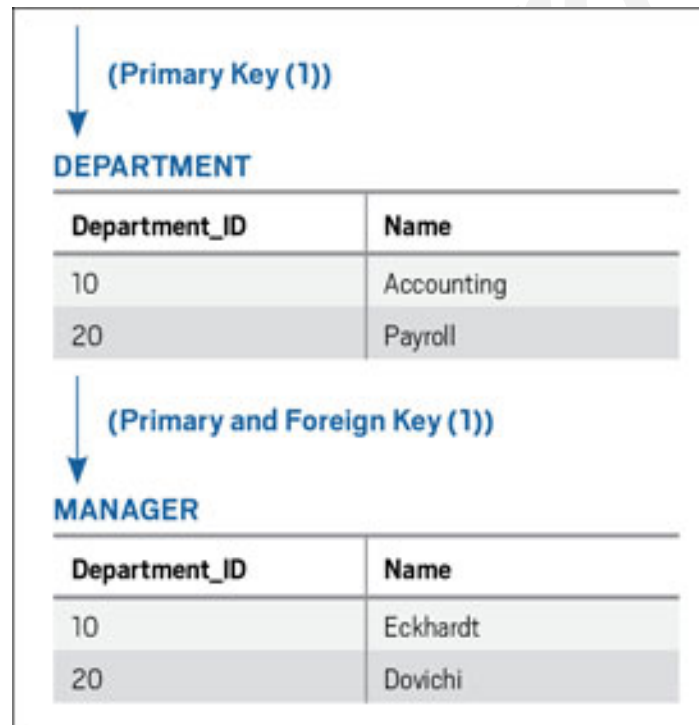 (Primary Key (1))
DEPARTMENT
Department_ID Name
10 Accounting
20 Payroll
(Primary and Foreign Key (1))
MANAGER
Department_ID Name
10 Eckhardt
20 Dovichi